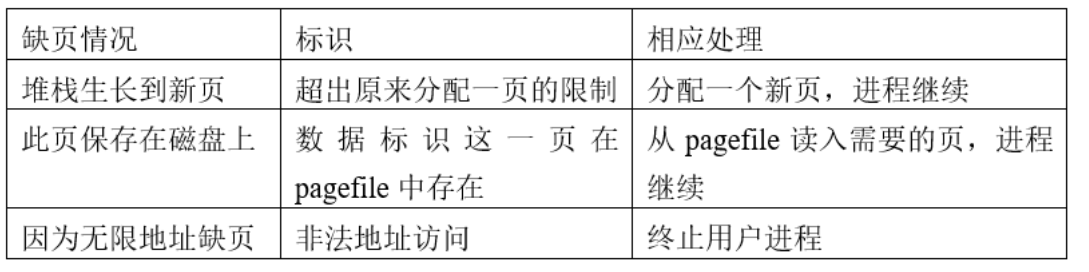 缺页情况 标识 相应处理
堆栈生长到新页 超出原来分配一页的限制 分配一个新页，进程继续
此页保存在磁盘上 数据标识这一页在 从 pagefile 读入需要的页，进程
pagefile 中存在 继续
因为无限地址缺页 非法地址访问 终止用户进程